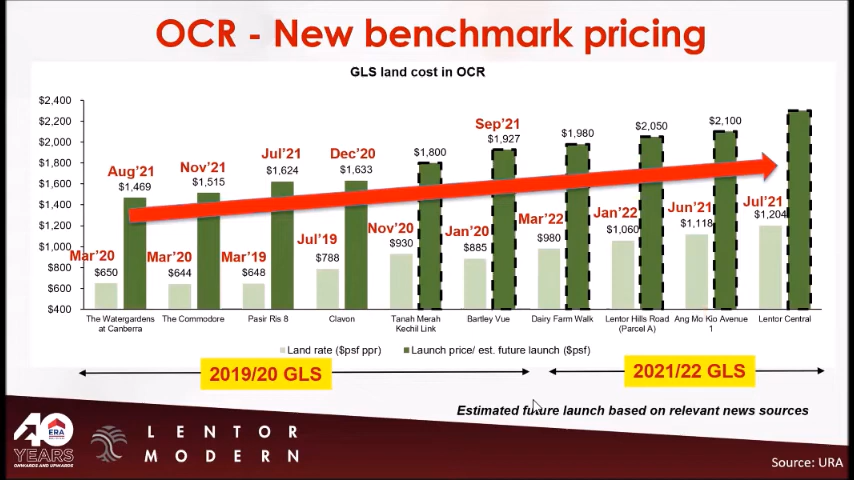 OCR - New benchmark pricing
GLS land cost in OCR
$2,400
$2,200
$2,000
$1,800
$1,600
$1,400
$1,200
$1,000
$800
$600
$400
Mar'20
$650
Aug'21
$1,469
Mar'20
$644
Nov'21
$1,515
Mar'19
$648
Jul'21
$1,624
Jul'19
$788
Dec'20
$1,633
Nov'20
$930
$1,800
Jan'20
$885
Sep'21
$1,927
Mar'22
$980
$1,980
Jan'22
$1,060
$2,050
Jun'21
$1,118
$2,100
Jul'21
$1,204
The Watergardens
at Canberra
The Commodore
Pasir Ris 8
Clavon
Tanah Merah
Kechil Link
Bartley Vue
Dairy Farm Walk
Lentor Hills Road
(Parcel A)
Ang Mo Kio Avenue
1
Lentor Central
Land rate ($psf ppr)
Launch price/ est. future launch ($psf)
2019/20 GLS
2021/22 GLS
Estimated future launch based on relevant news sources
40
ERA
YEARS
ONWARDS AND UPWARDS
LENTOR
MODERN
Source: URA